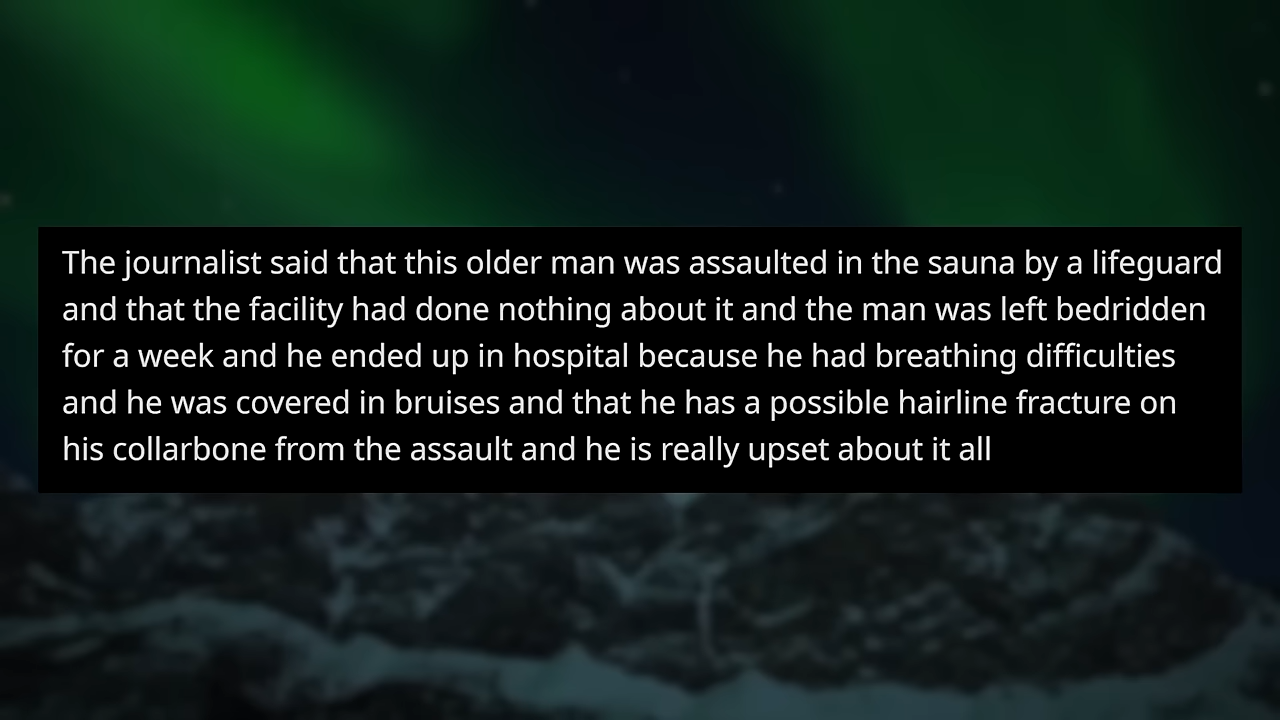 The journalist said that this older man was assaulted in the sauna by a lifeguard
and that the facility had done nothing about it and the man was left bedridden
for a week and he ended up in hospital because he had breathing difficulties
and he was covered in bruises and that he has a possible hairline fracture on
his collarbone from the assault and he is really upset about it all